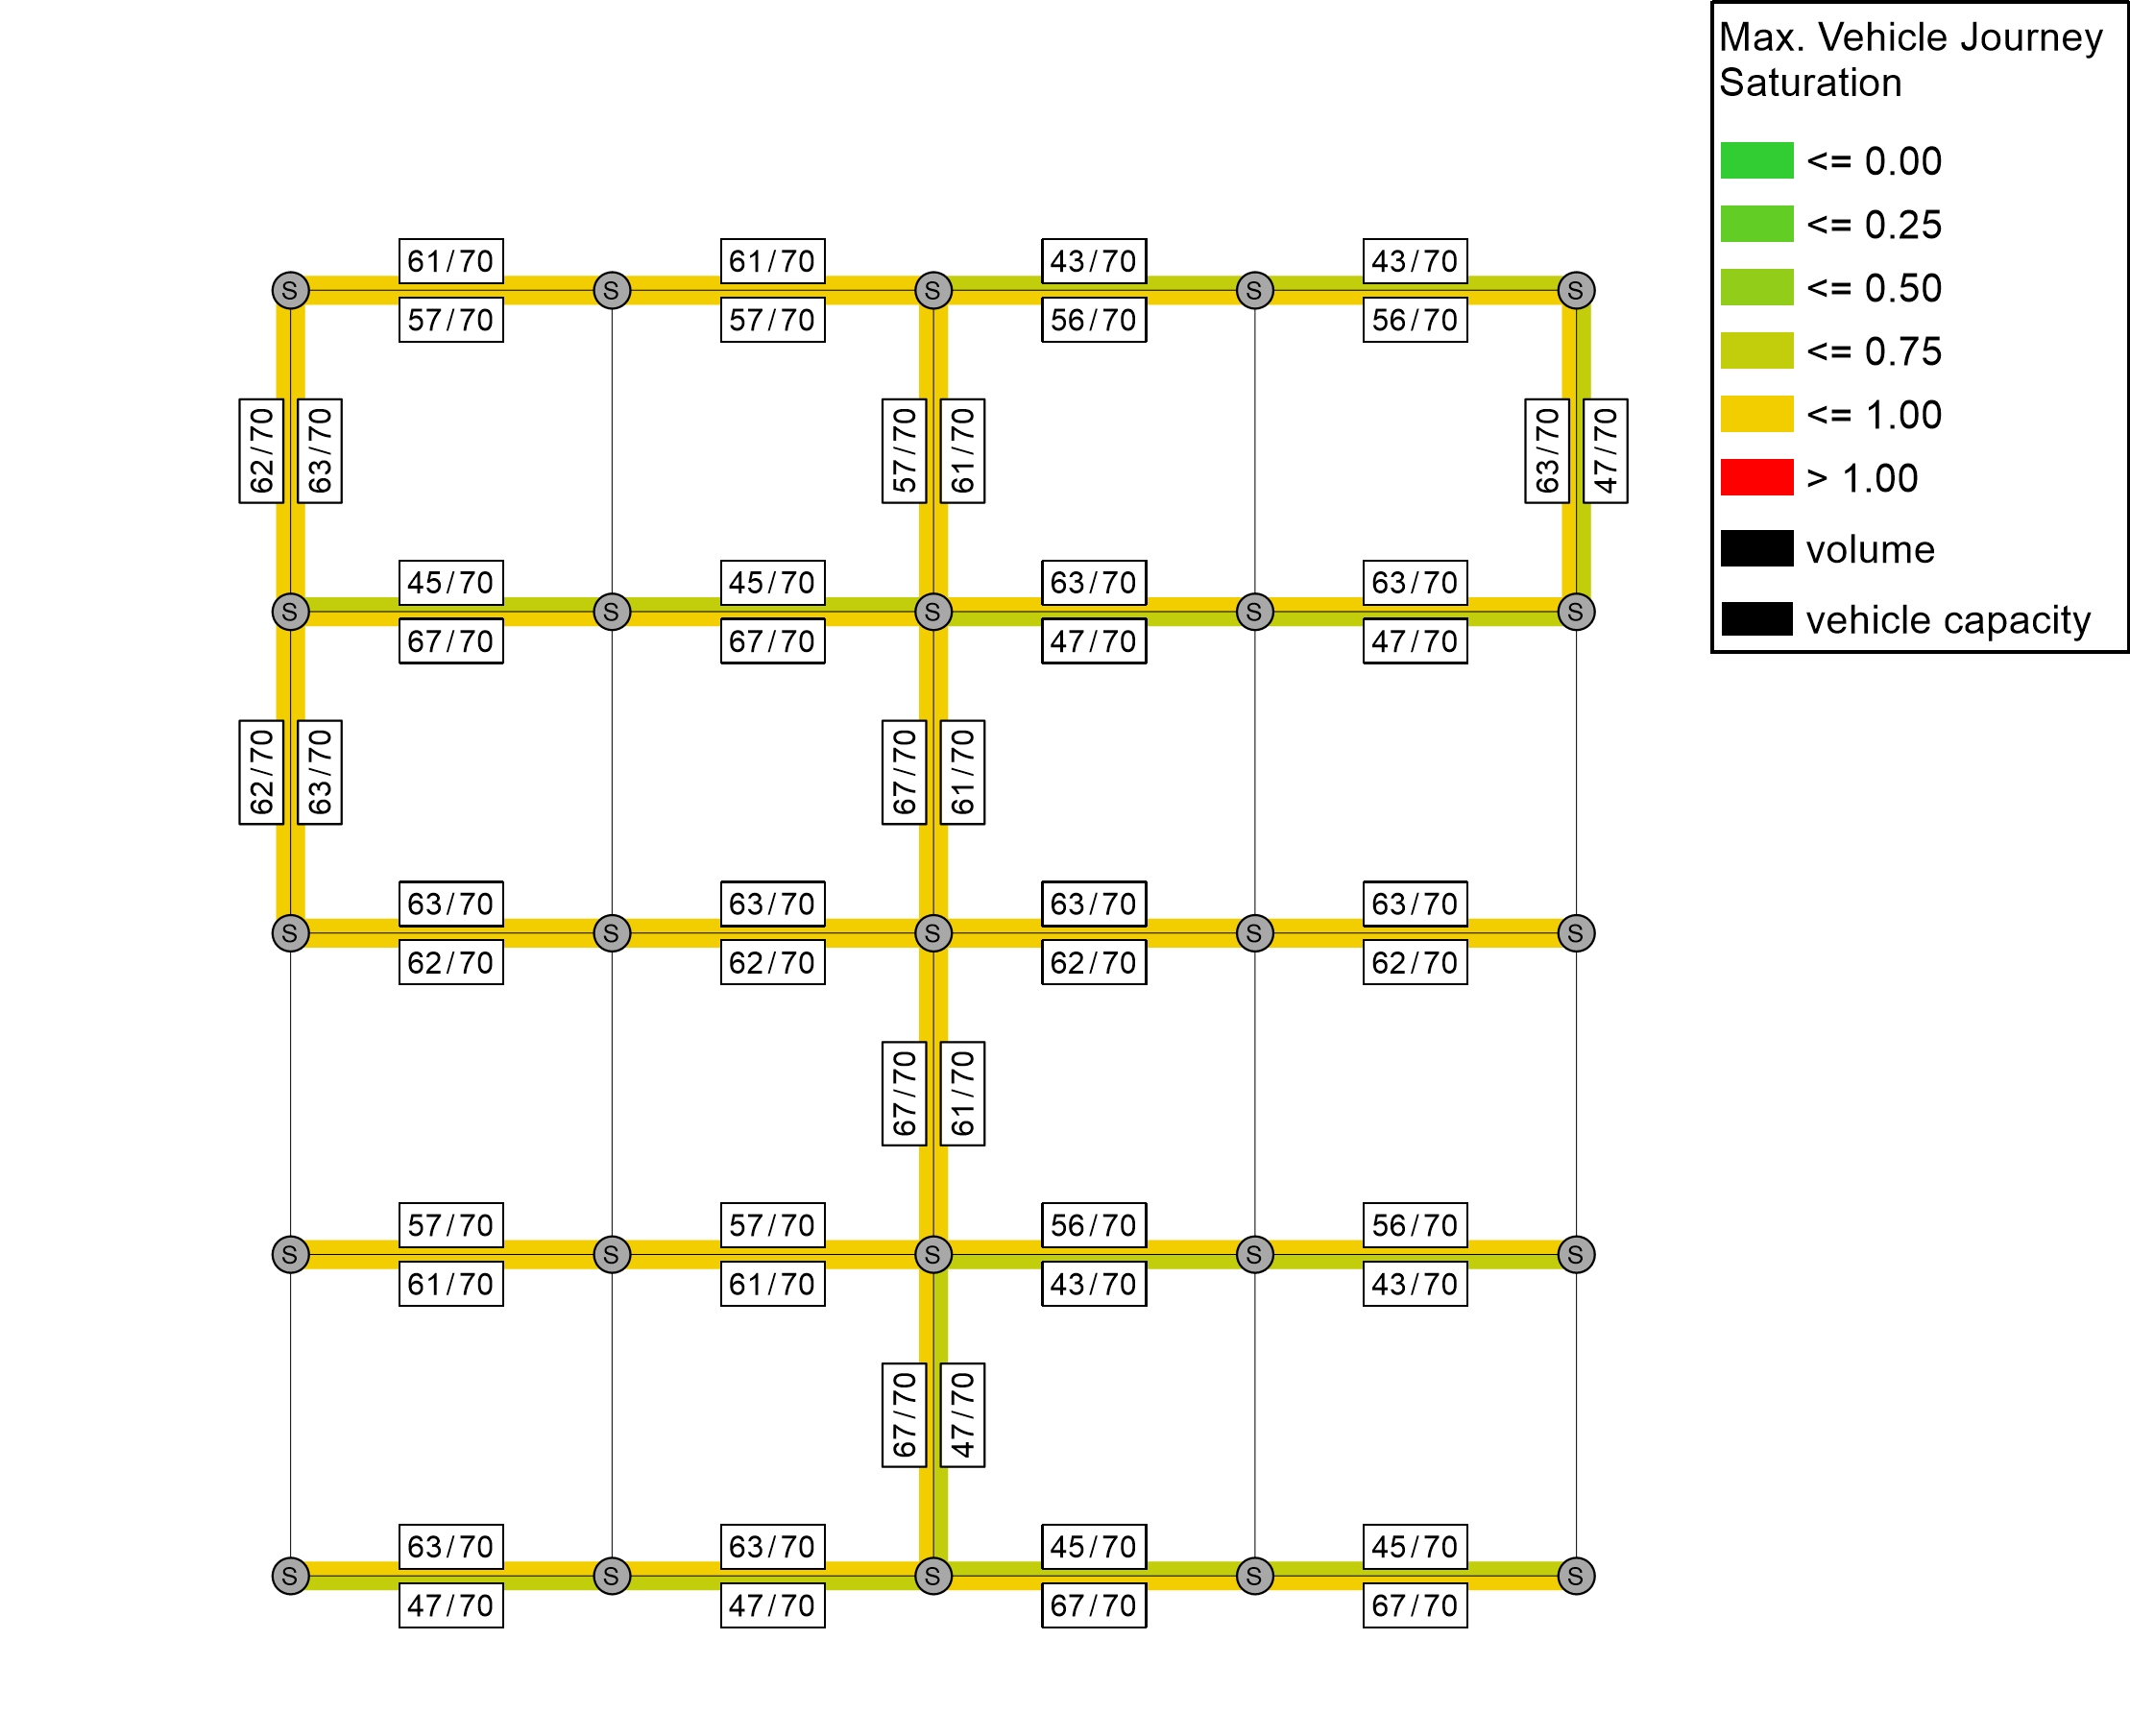 Max. Vehicle Journey
Saturation
<= 0.00
<= 0.25
<= 0.50
<= 0.75
<= 1.00
> 1.00
volume
vehicle capacity
61/70 61/70 43/70 43/70
S S S S S
57/70 57/70 56/70 56/70
62/70 63/70 57/70 61/70 63/70 47/70
45/70 45/70 63/70 63/70
S S S S S
67/70 67/70 47/70 47/70
62/70 63/70 67/70 61/70
63/70 63/70 63/70 63/70
S S S S S
62/70 62/70 62/70 62/70
67/70 61/70
57/70 57/70 56/70 56/70
S S S S S
61/70 61/70 43/70 43/70
67/70 47/70
63/70 63/70 45/70 45/70
S S S S S
47/70 47/70 67/70 67/70